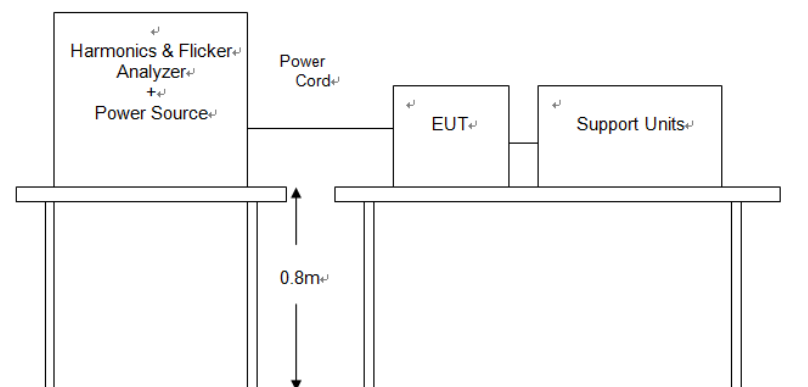 Harmonics & Flicker
Analyzer
+
Power Source
Power
Cord
EUT
Support Units
0.8m